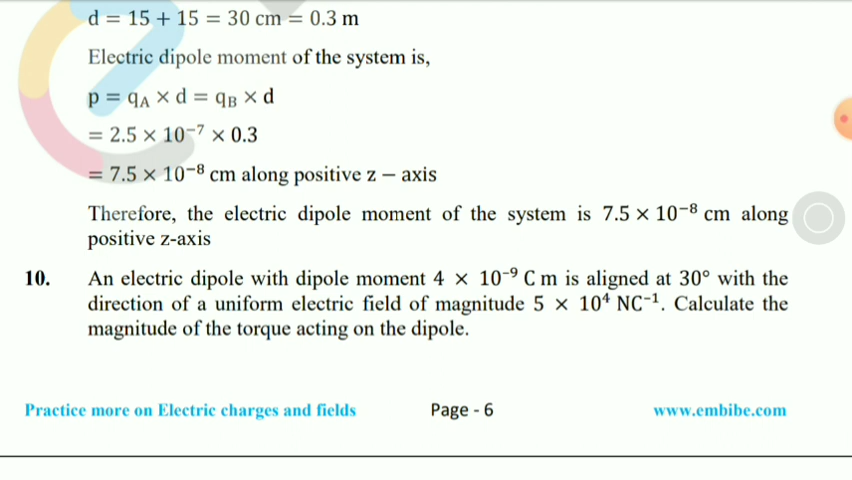 d = 15 + 15 = 30 cm = 0.3 m
Electric dipole moment of the system is,
p = q_A × d = q_B × d
= 2.5 × 10⁻⁷ × 0.3
= 7.5 × 10⁻⁸ cm along positive z – axis
Therefore, the electric dipole moment of the system is 7.5 × 10⁻⁸ cm along
positive z-axis
10. An electric dipole with dipole moment 4 × 10⁻⁹ C m is aligned at 30° with the
direction of a uniform electric field of magnitude 5 × 10⁴ NC⁻¹. Calculate the
magnitude of the torque acting on the dipole.
Practice more on Electric charges and fields Page - 6 www.embibe.com